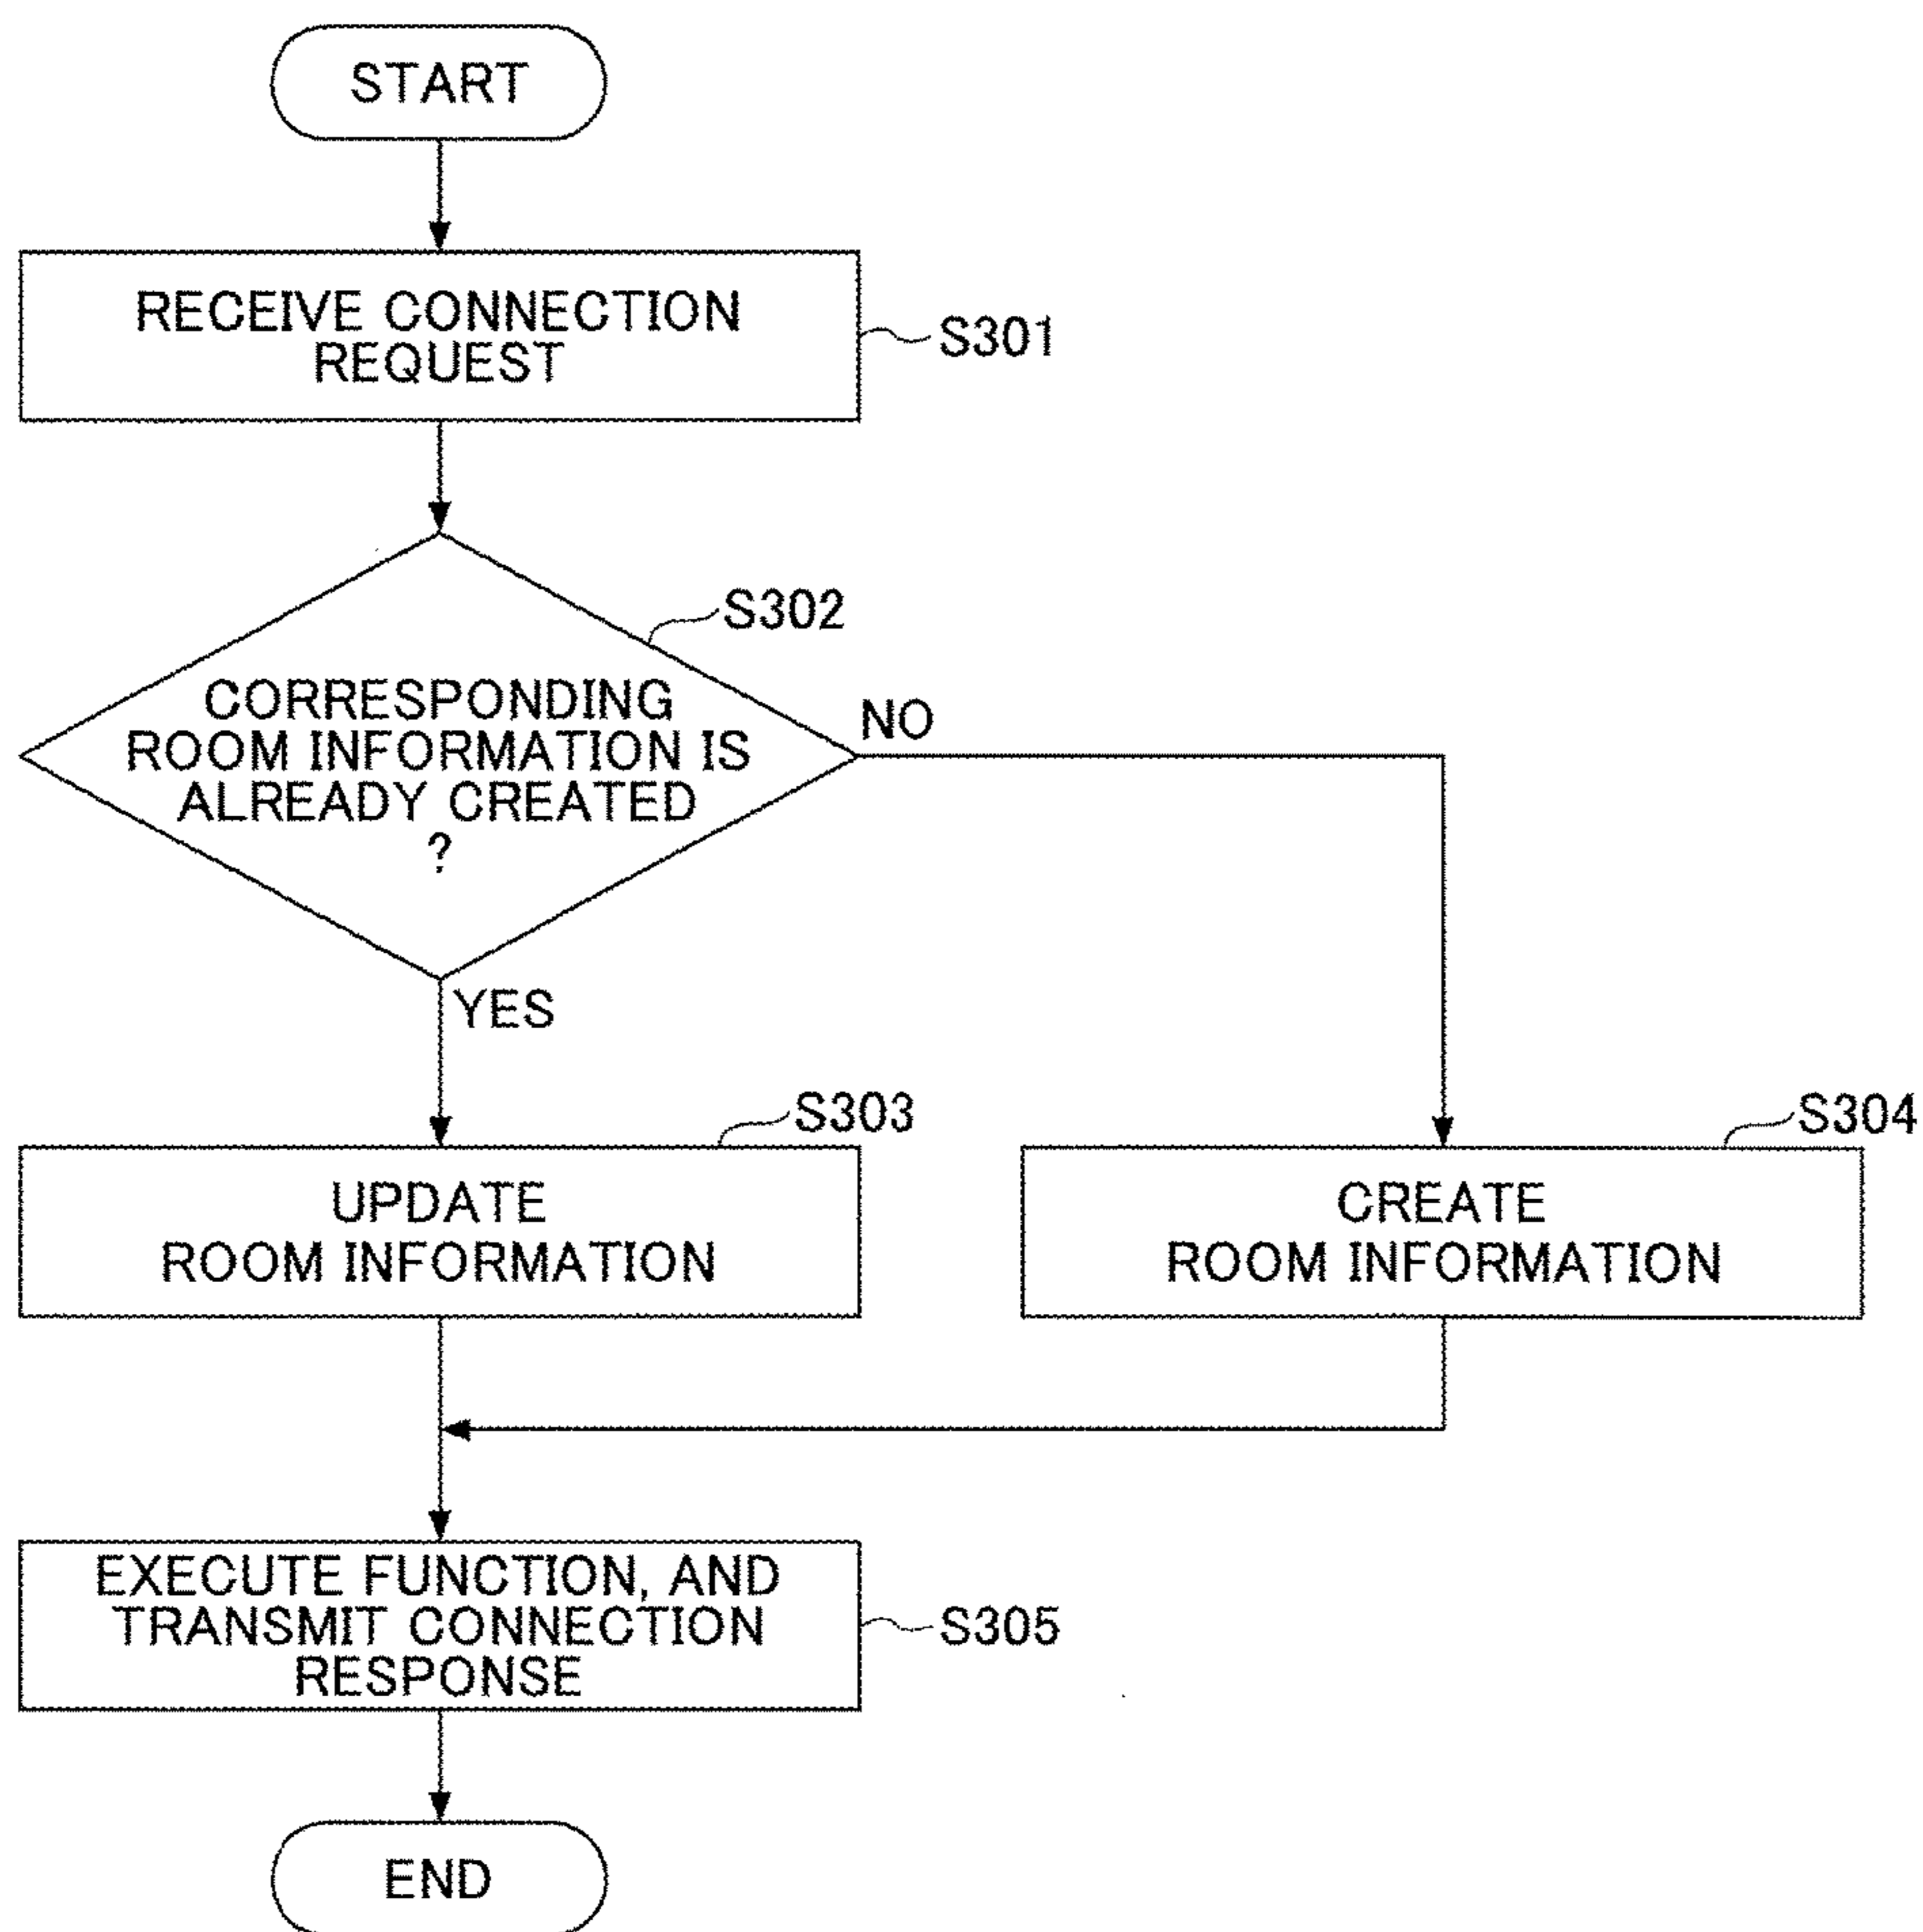 START
RECEIVE CONNECTION
REQUEST
S301
S302
CORRESPONDING
ROOM INFORMATION IS
ALREADY CREATED
?
NO
YES
S303
UPDATE
ROOM INFORMATION
S304
CREATE
ROOM INFORMATION
EXECUTE FUNCTION, AND
TRANSMIT CONNECTION
RESPONSE
S305
END